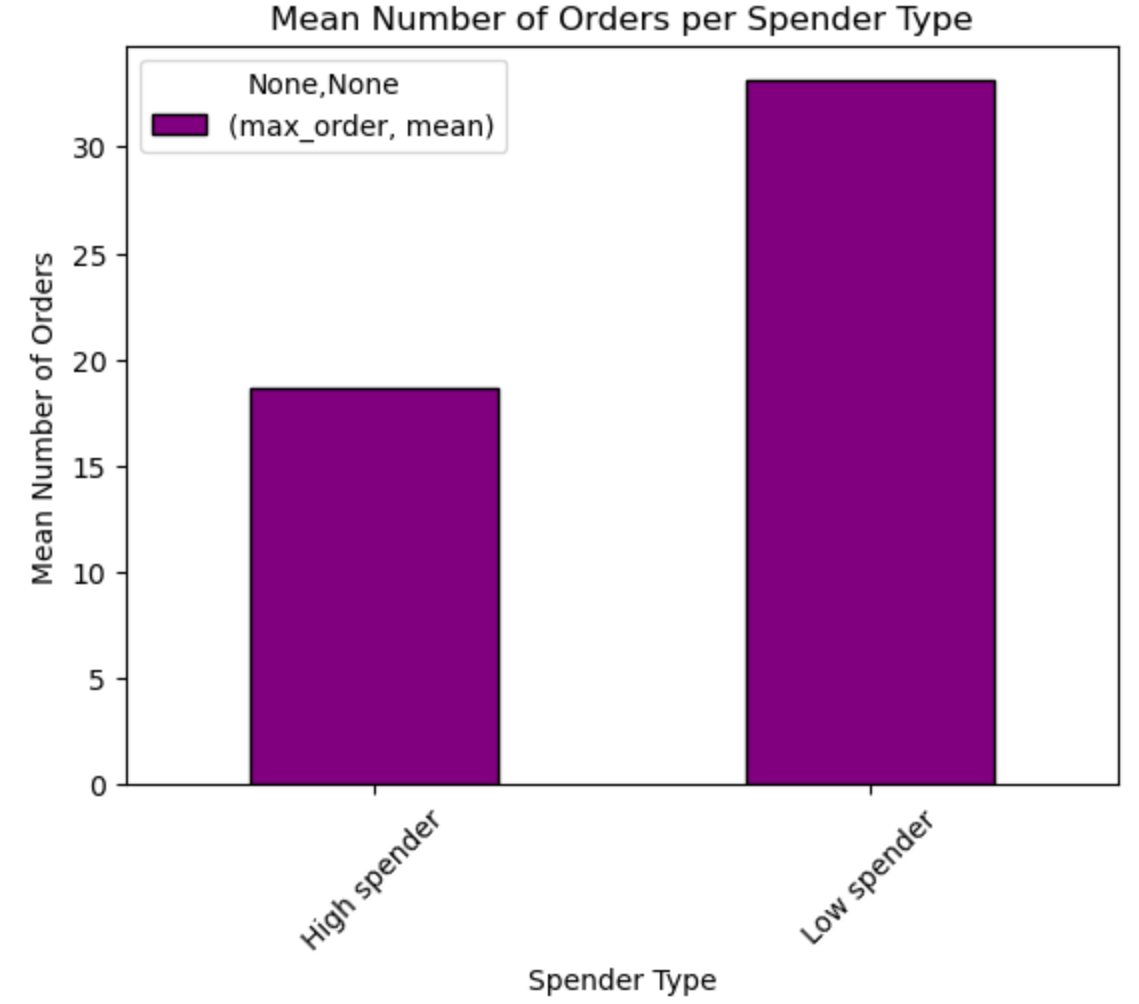 Mean Number of Orders per Spender Type
None,None
(max_order, mean)
Mean Number of Orders
30
25
20
15
10
5
0
High spender
Low spender
Spender Type